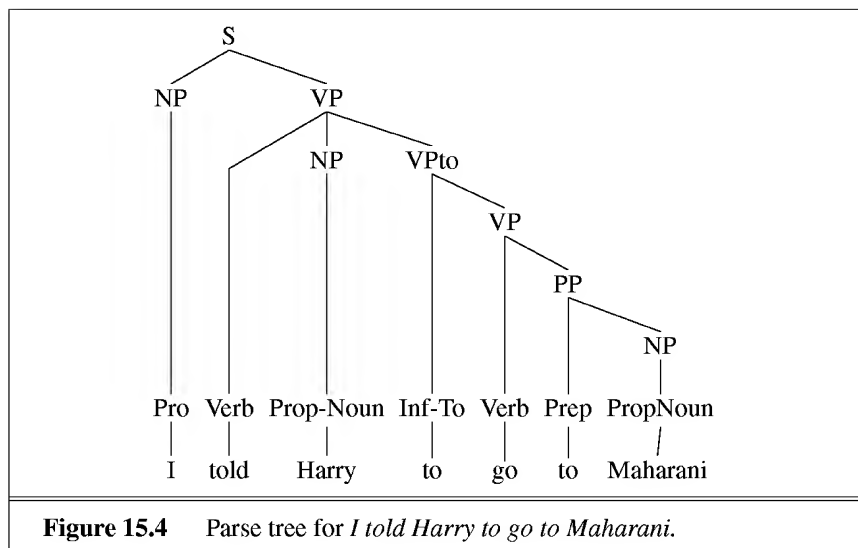 S
NP VP
NP VPto
VP
PP
NP
Pro Verb Prop-Noun Inf-To Verb Prep PropNoun
I told Harry to go to Maharani
Figure 15.4 Parse tree for I told Harry to go to Maharani.